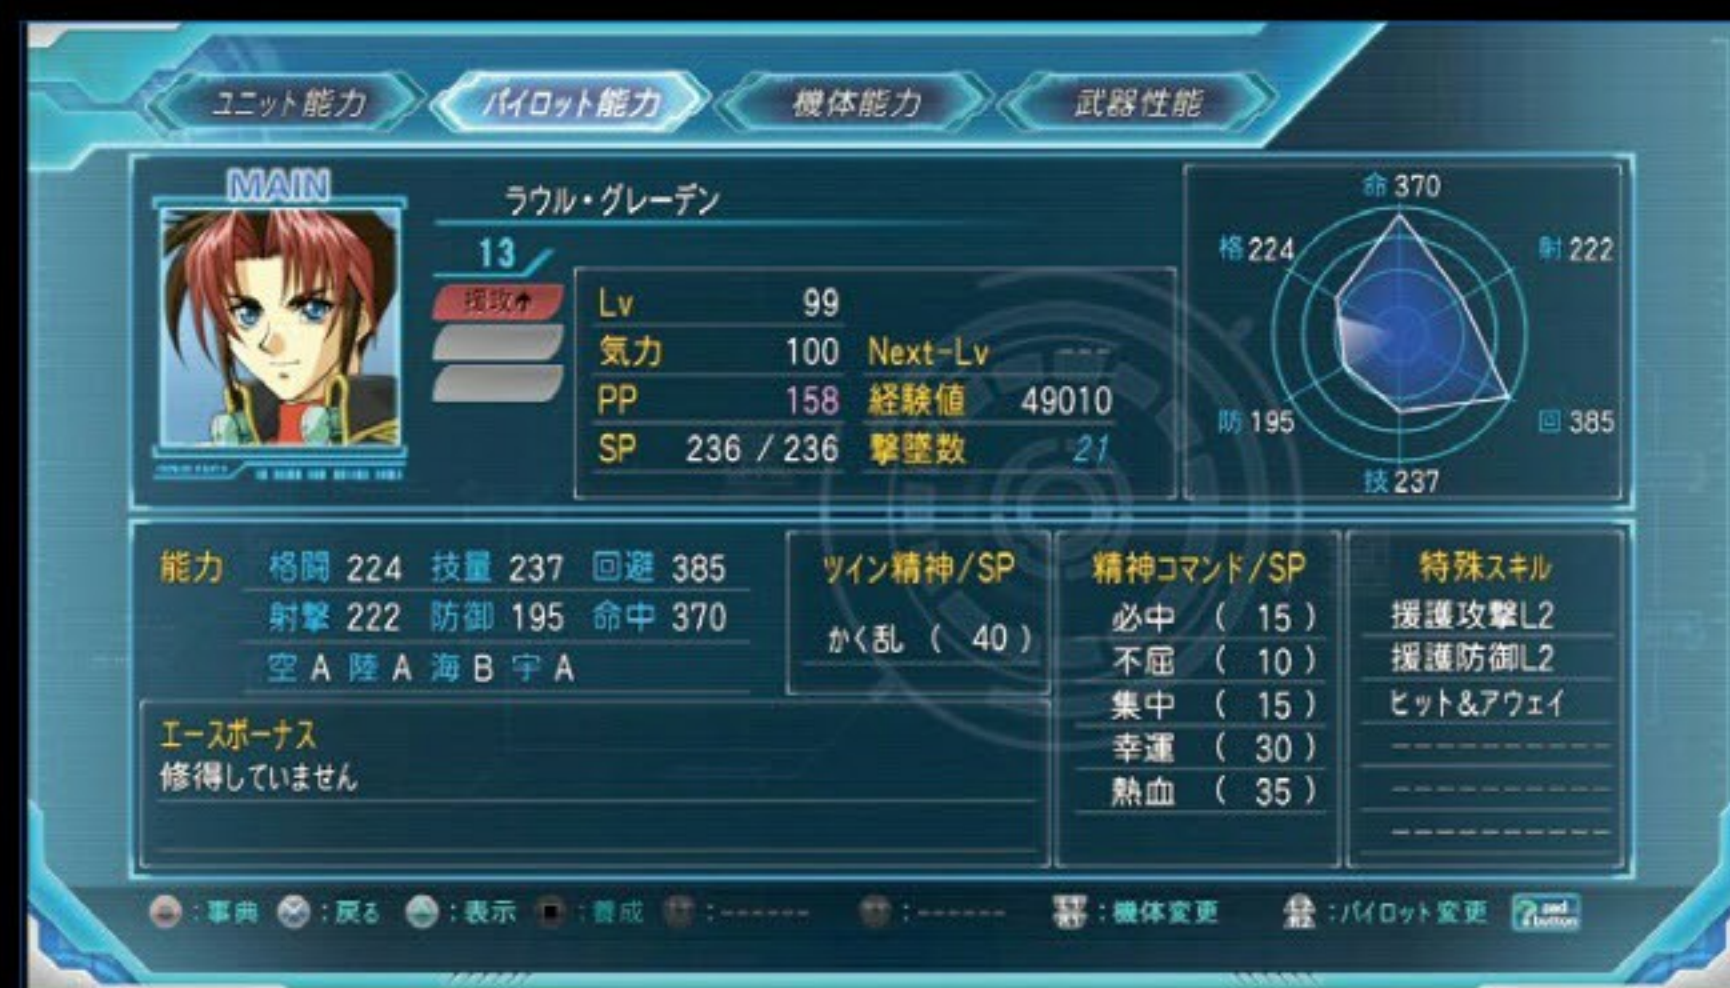 ユニット能力 パイロット能力 機体能力 武器性能
MAIN
ラウル・グレーデン
13
援攻↑
Lv 99
気力 100 Next-Lv ---
PP 158 経験値 49010
SP 236 / 236 撃墜数 21
命 370
格 224 射 222
防 195 回 385
技 237
能力 格闘 224 技量 237 回避 385
射撃 222 防御 195 命中 370
空 A 陸 A 海 B 宇 A
エースボーナス
修得していません
ツイン精神/SP
かく乱 ( 40 )
精神コマンド/SP
必中 ( 15 )
不屈 ( 10 )
集中 ( 15 )
幸運 ( 30 )
熱血 ( 35 )
特殊スキル
援護攻撃L2
援護防御L2
ヒット&アウェイ
----------
----------
----------
:事典 :戻る :表示 :養成 :------ :------ :機体変更 :パイロット変更 ? pad button